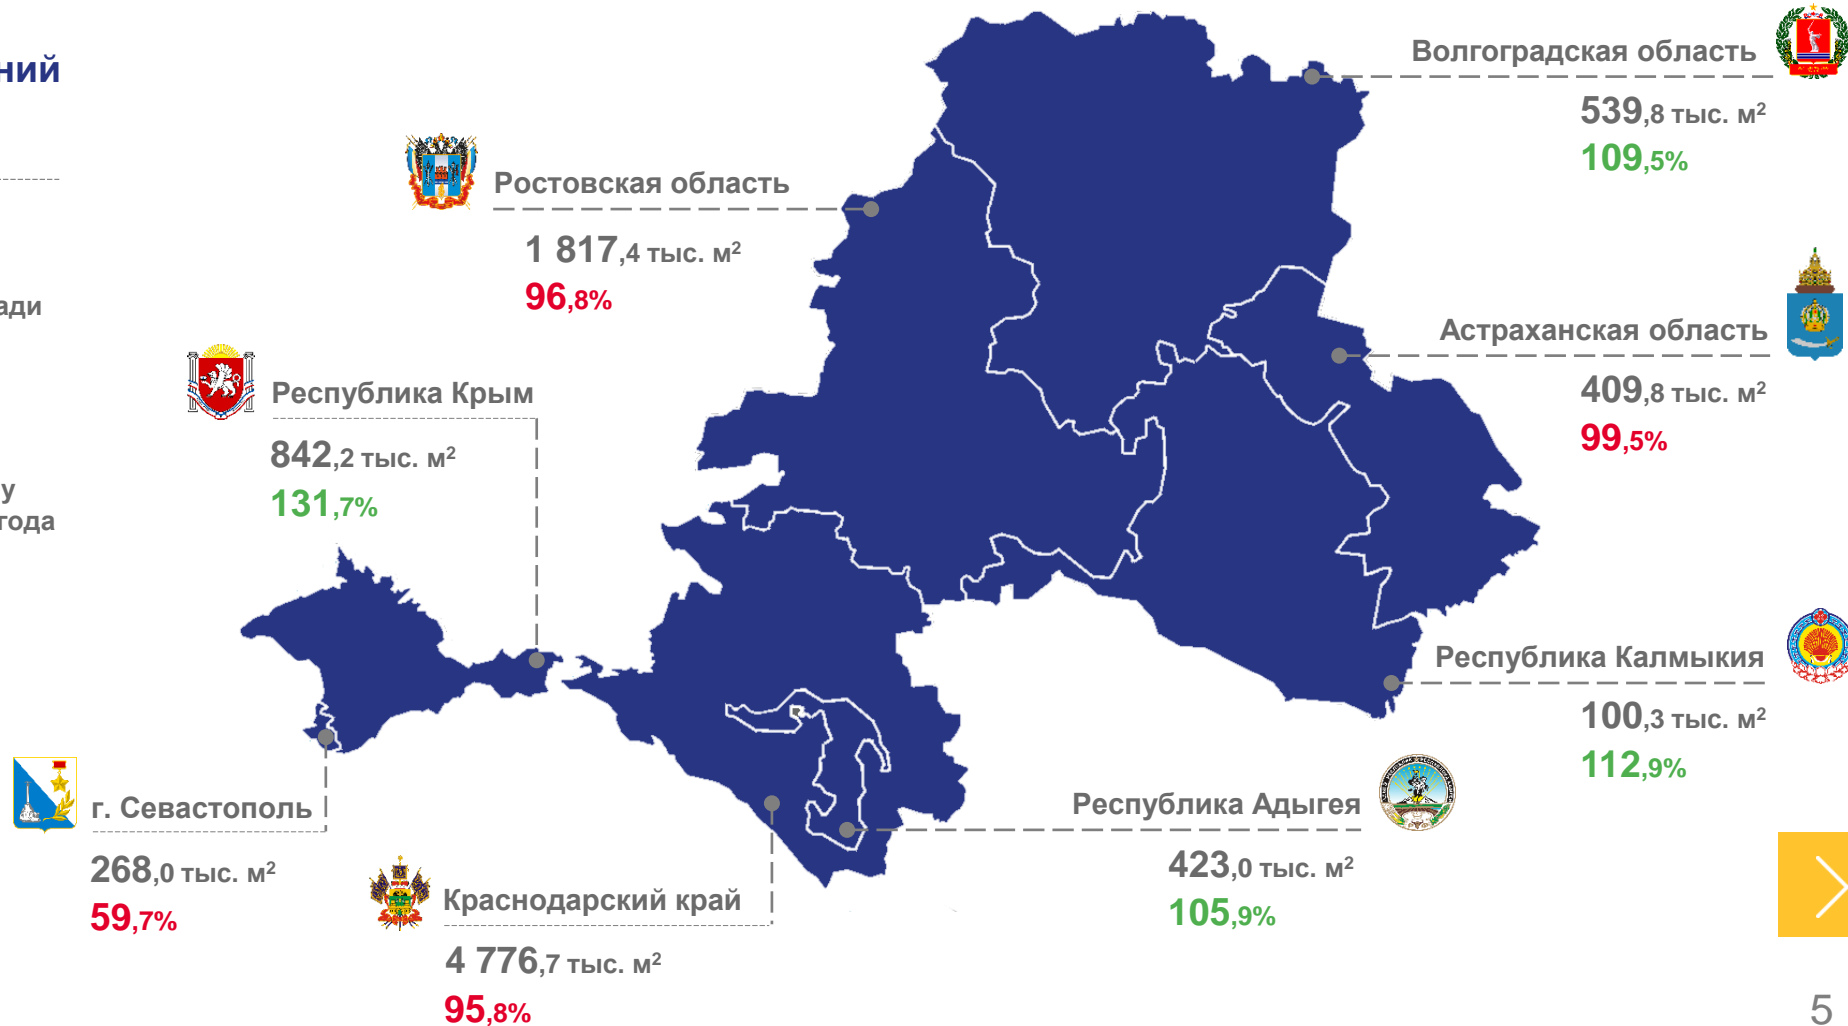 ний
ади
у
года
Волгоградская область
539,8 тыс. м²
109,5%
Ростовская область
1 817,4 тыс. м²
96,8%
Астраханская область
409,8 тыс. м²
99,5%
Республика Крым
842,2 тыс. м²
131,7%
Республика Калмыкия
100,3 тыс. м²
112,9%
г. Севастополь
268,0 тыс. м²
59,7%
Республика Адыгея
423,0 тыс. м²
105,9%
Краснодарский край
4 776,7 тыс. м²
95,8%
5